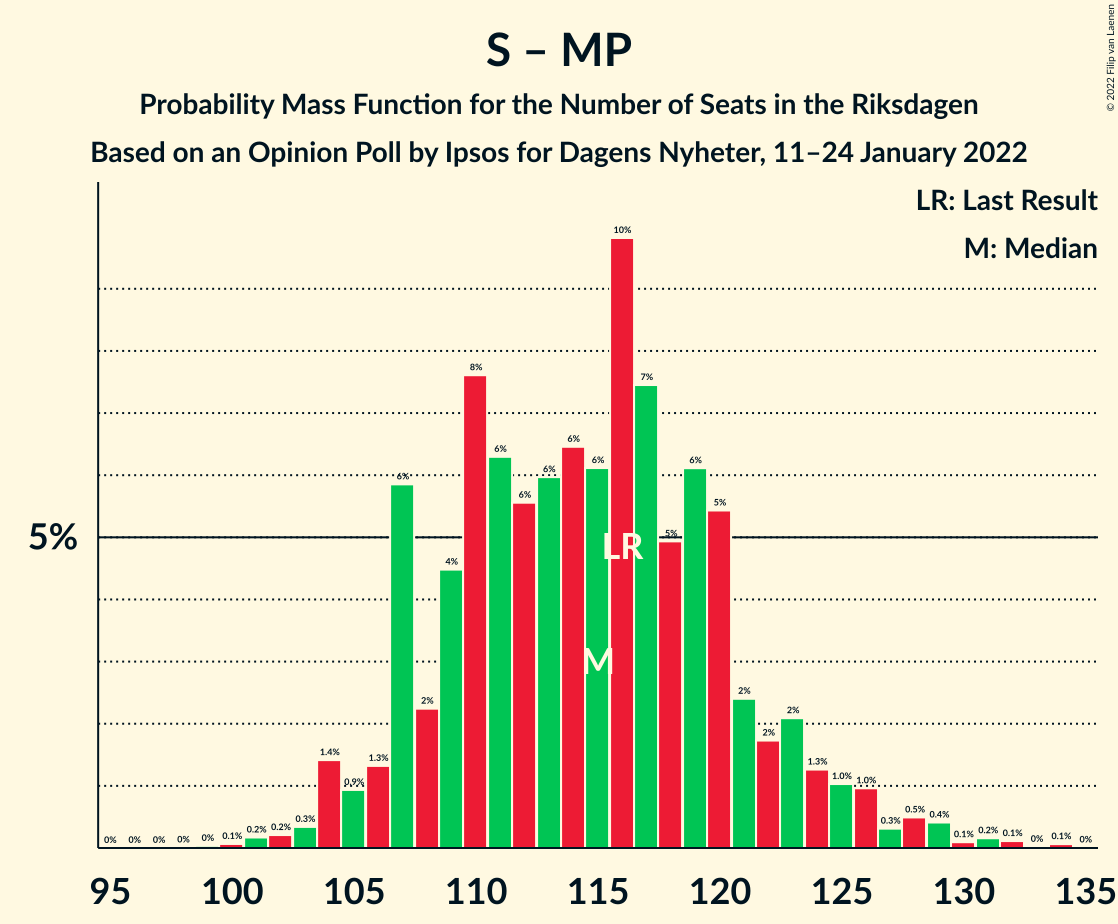 © 2022 Filip van Laenen
S – MP
Probability Mass Function for the Number of Seats in the Riksdagen
Based on an Opinion Poll by Ipsos for Dagens Nyheter, 11–24 January 2022
LR: Last Result
M: Median
5%
0% 0% 0% 0% 0% 0.1% 0.2% 0.2% 0.3% 1.4% 0.9% 1.3% 6% 2% 4% 8% 6% 6% 6% 6% 6% 10% 7% 5% 6% 5% 2% 2% 2% 1.3% 1.0% 1.0% 0.3% 0.5% 0.4% 0.1% 0.2% 0.1% 0% 0.1% 0%
LR
M
95 100 105 110 115 120 125 130 135